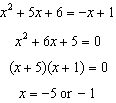 x² + 5x + 6 = −x + 1
x² + 6x + 5 = 0
(x + 5)(x + 1) = 0
x = −5 or − 1